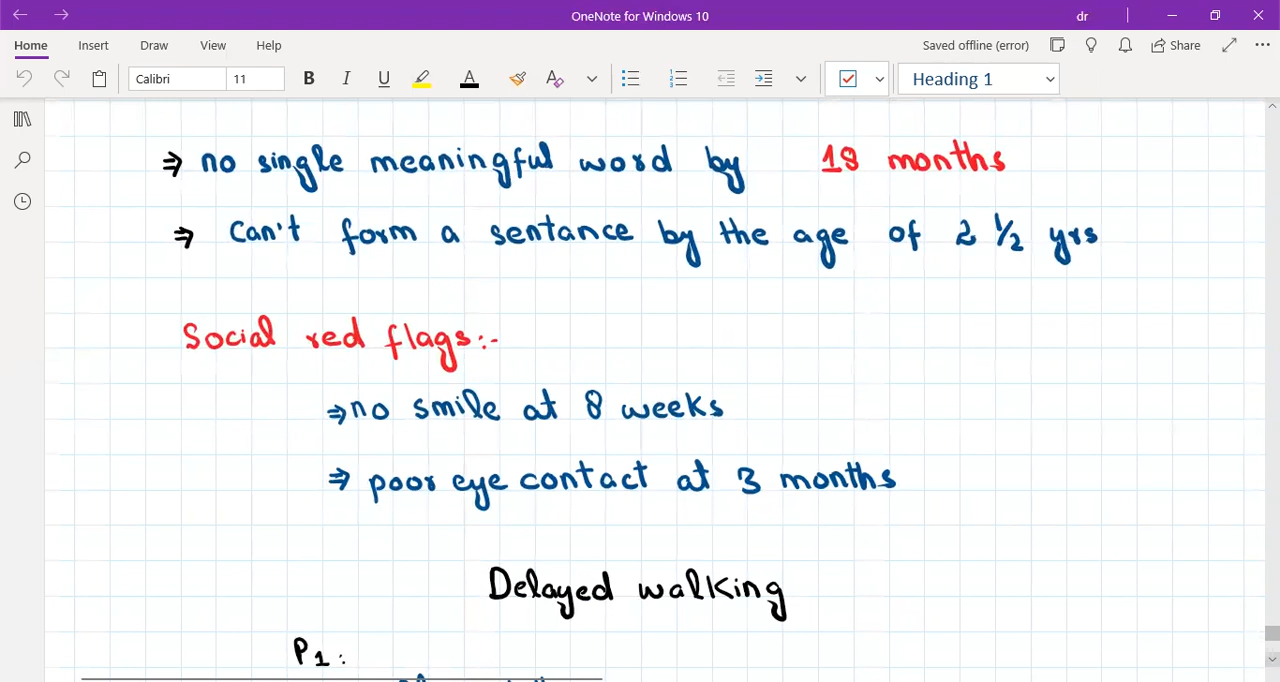 OneNote for Windows 10
dr
Home Insert Draw View Help
Saved offline (error)
Share
Calibri 11 B I U A A Heading 1
⇒ no single meaningful word by 18 months
⇒ Can't form a sentance by the age of 2 1/2 yrs
Social red flags:-
⇒ no smile at 8 weeks
⇒ poor eye contact at 3 months
Delayed walking
P1: